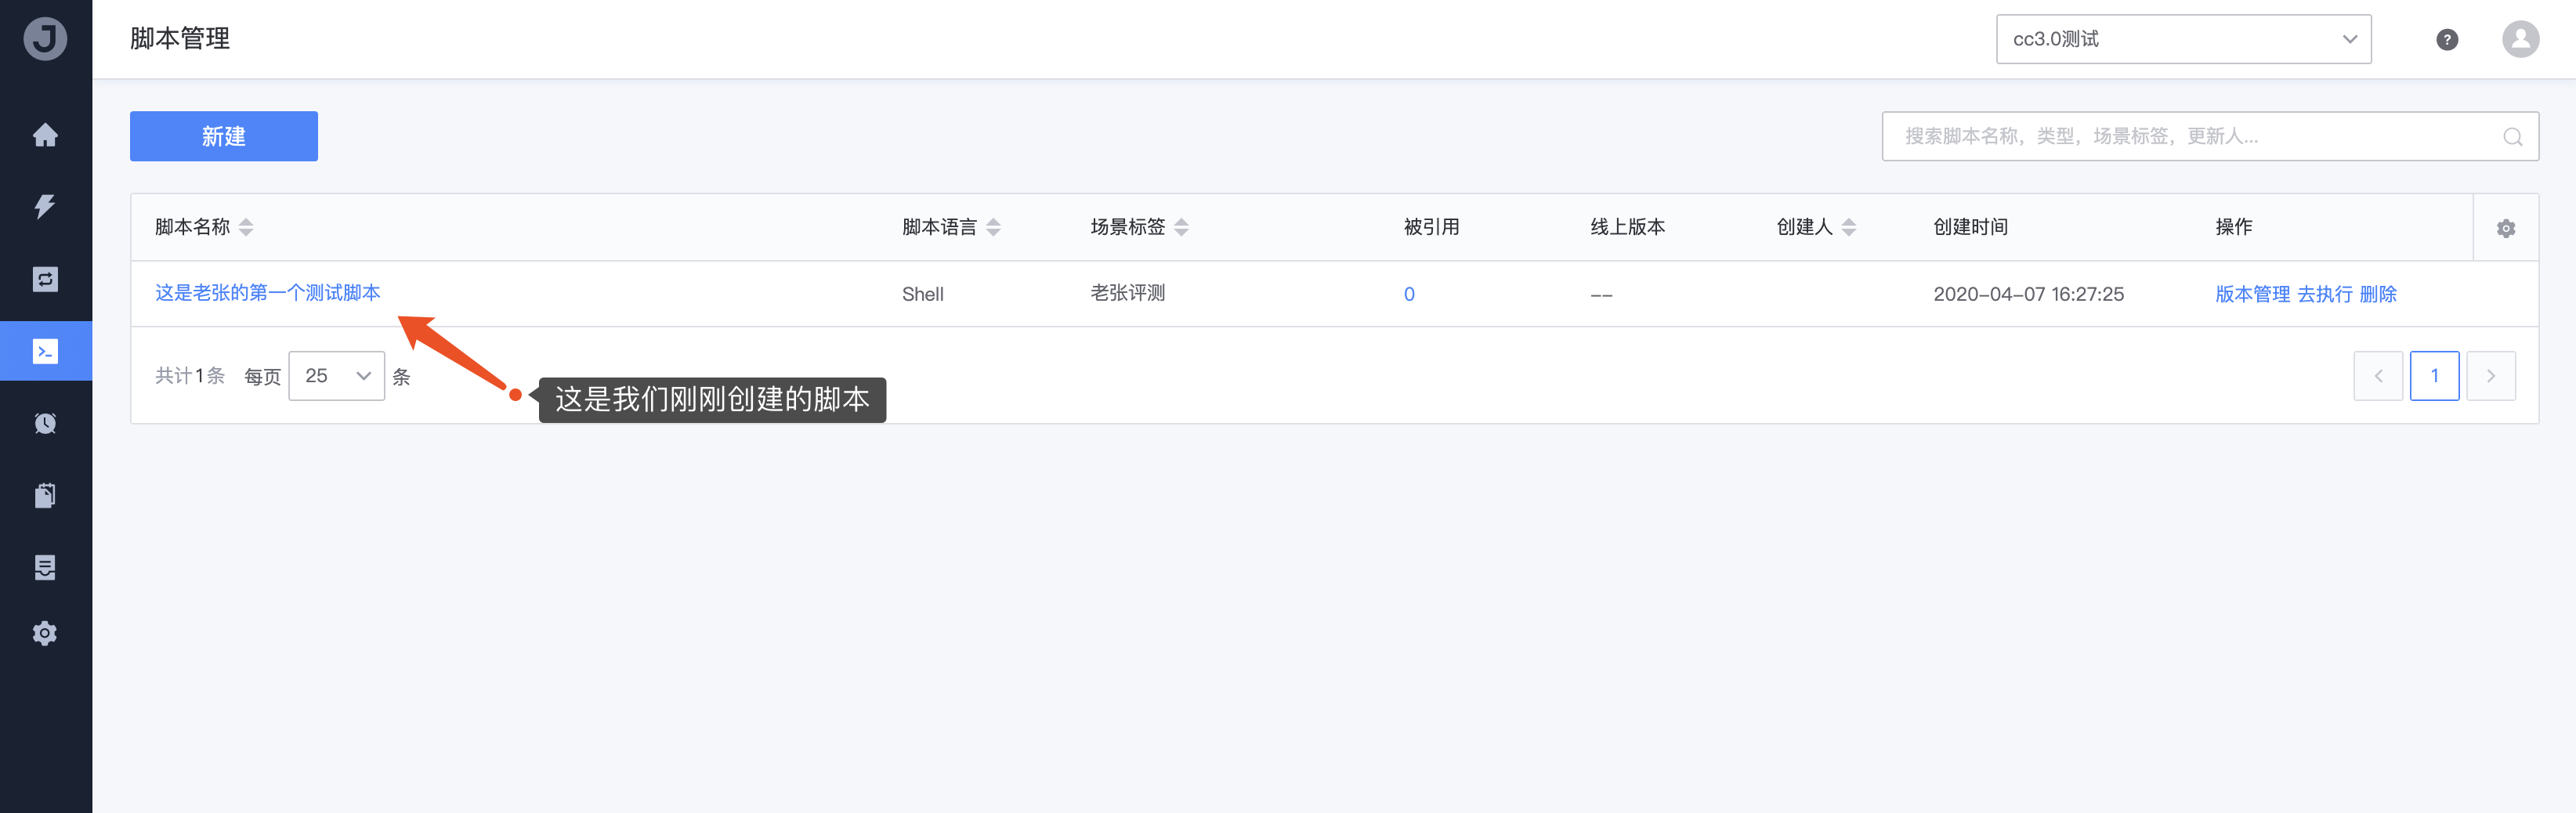 J
脚本管理
cc3.0测试
?
新建
搜索脚本名称，类型，场景标签，更新人...
脚本名称 脚本语言 场景标签 被引用 线上版本 创建人 创建时间 操作
这是老张的第一个测试脚本 Shell 老张评测 0 -- 2020-04-07 16:27:25 版本管理 去执行 删除
共计1条 每页 25 条 1
这是我们刚刚创建的脚本